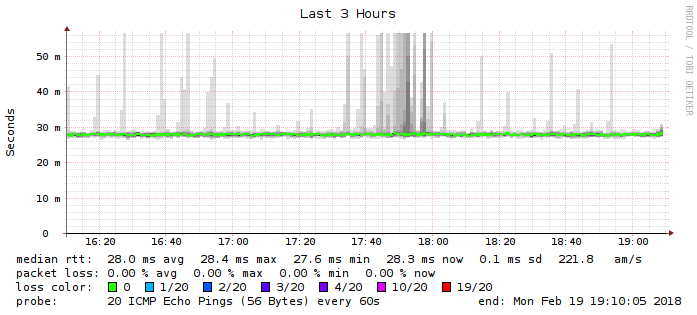 Last 3 Hours
RRDTOOL / TOBI OETIKER
Seconds
50 m
40 m
30 m
20 m
10 m
0
16:20 16:40 17:00 17:20 17:40 18:00 18:20 18:40 19:00
median rtt: 28.0 ms avg 28.4 ms max 27.6 ms min 28.3 ms now 0.1 ms sd 221.8 am/s
packet loss: 0.00 % avg 0.00 % max 0.00 % min 0.00 % now
loss color: 0 1/20 2/20 3/20 4/20 10/20 19/20
probe: 20 ICMP Echo Pings (56 Bytes) every 60s end: Mon Feb 19 19:10:05 2018